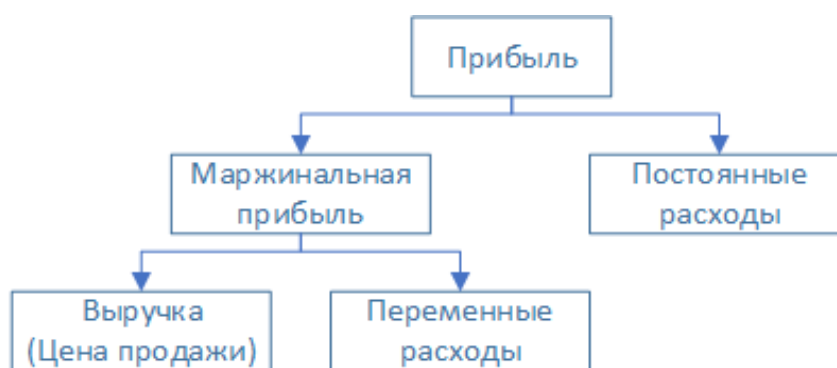 Прибыль
Маржинальная
прибыль
Постоянные
расходы
Выручка
(Цена продажи)
Переменные
расходы